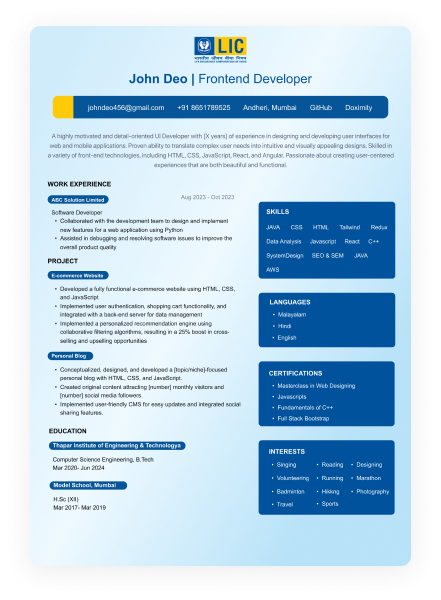 LIC
भारतीय जीवन बीमा निगम
LIFE INSURANCE CORPORATION OF INDIA
John Deo | Frontend Developer
johndeo456@gmail.com +91 8651789525 Andheri, Mumbai GitHub Doximity
A highly motivated and detail-oriented UI Developer with [X years] of experience in designing and developing user interfaces for
web and mobile applications. Proven ability to translate complex user needs into intuitive and visually appealing designs. Skilled in
a variety of front-end technologies, including HTML, CSS, JavaScript, React, and Angular. Passionate about creating user-centered
experiences that are both beautiful and functional.
WORK EXPERIENCE
ABC Solution Limited Aug 2023 - Oct 2023
Software Developer
• Collaborated with the development team to design and implement
new features for a web application using Python
• Assisted in debugging and resolving software issues to improve the
overall product quality
PROJECT
E-commerce Website
• Developed a fully functional e-commerce website using HTML, CSS,
and JavaScript
• Implemented user authentication, shopping cart functionality, and
integrated with a back-end server for data management
• Implemented a personalized recommendation engine using
collaborative filtering algorithms, resulting in a 25% boost in cross-
selling and upselling opportunities
Personal Blog
• Conceptualized, designed, and developed a [topic/niche]-focused
personal blog with HTML, CSS, and JavaScript.
• Created original content attracting [number] monthly visitors and
[number] social media followers.
• Implemented user-friendly CMS for easy updates and integrated social
sharing features.
EDUCATION
Thapar Institute of Engineering & Technologya
Computer Science Engineering, B.Tech
Mar 2020- Jun 2024
Model School, Mumbai
H.Sc (XII)
Mar 2017- Mar 2019
SKILLS
JAVA CSS HTML Tailwind Redux
Data Analysis Javascript React C++
SystemDesign SEO & SEM JAVA
AWS
LANGUAGES
• Malayalam
• Hindi
• English
CERTIFICATIONS
• Masterclass in Web Designing
• Javascripts
• Fundamentals of C++
• Full Stack Bootstrap
INTERESTS
• Singing • Reading • Designing
• Volunteering • Running • Marathon
• Badminton • Hikkng • Photography
• Travel • Sports